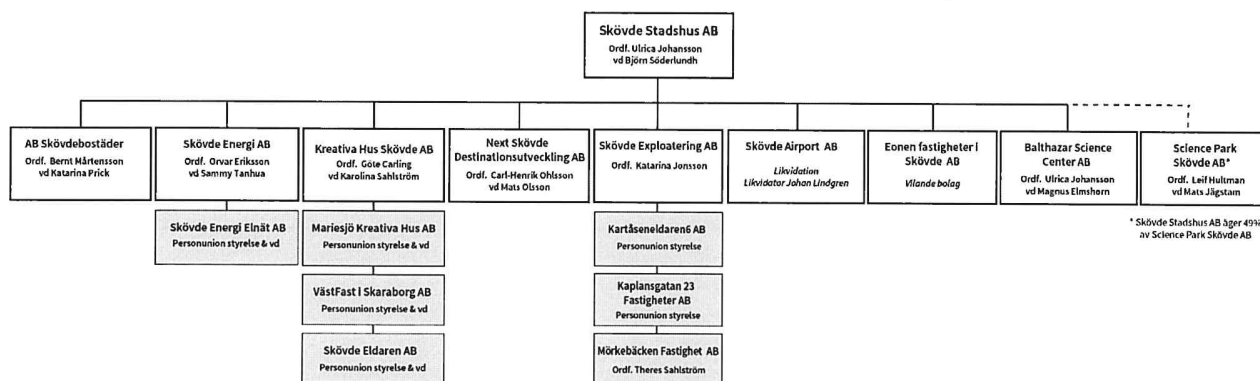 Skövde Stadshus AB
Ordf. Ulrica Johansson
vd Björn Söderlundh
AB Skövdebostäder
Ordf. Bernt Mårtensson
vd Katarina Prick
Skövde Energi AB
Ordf. Orvar Eriksson
vd Sammy Tanhua
Kreativa Hus Skövde AB
Ordf. Göte Carling
vd Karolina Sahlström
Next Skövde
Destinationsutveckling AB
Ordf. Carl-Henrik Ohlsson
vd Mats Olsson
Skövde Exploatering AB
Ordf. Katarina Jonsson
Skövde Airport AB
Likvidation
Likvidator Johan Lindgren
Eonen fastigheter i
Skövde AB
Vilande bolag
Balthazar Science
Center AB
Ordf. Ulrica Johansson
vd Magnus Elmshorn
Science Park
Skövde AB*
Ordf. Leif Hultman
vd Mats Jägstam
* Skövde Stadshus AB äger 49%
av Science Park Skövde AB
Skövde Energi Elnät AB
Personunion styrelse & vd
Mariesjö Kreativa Hus AB
Personunion styrelse & vd
VästFast i Skaraborg AB
Personunion styrelse & vd
Skövde Eldaren AB
Personunion styrelse & vd
Kartåseneldaren6 AB
Personunion styrelse
Kaplansgatan 23
Fastigheter AB
Personunion styrelse
Mörkebäcken Fastighet AB
Ordf. Theres Sahlström